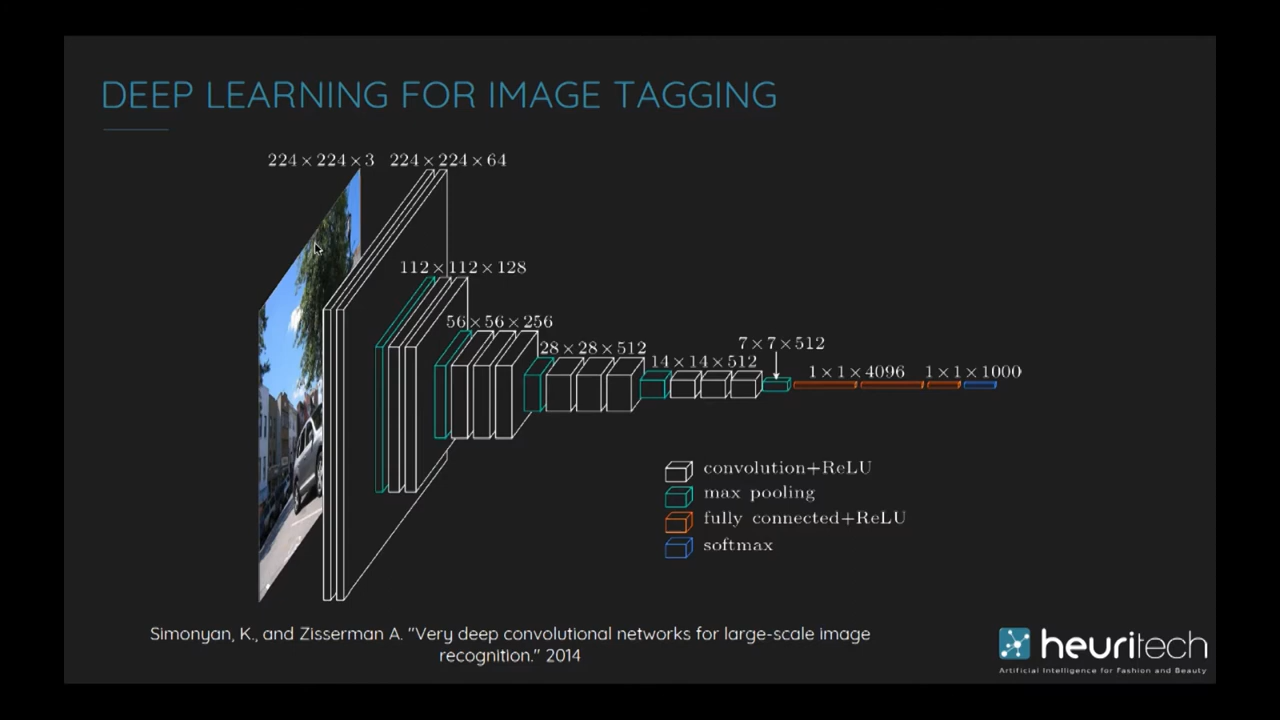 DEEP LEARNING FOR IMAGE TAGGING
224 × 224 × 3
224 × 224 × 64
112 × 112 × 128
56 × 56 × 256
28 × 28 × 512
14 × 14 × 512
7 × 7 × 512
1 × 1 × 4096
1 × 1 × 1000
convolution+ReLU
max pooling
fully connected+ReLU
softmax
Simonyan, K., and Zisserman A. "Very deep convolutional networks for large-scale image
recognition." 2014
heuritech
Artificial Intelligence for Fashion and Beauty